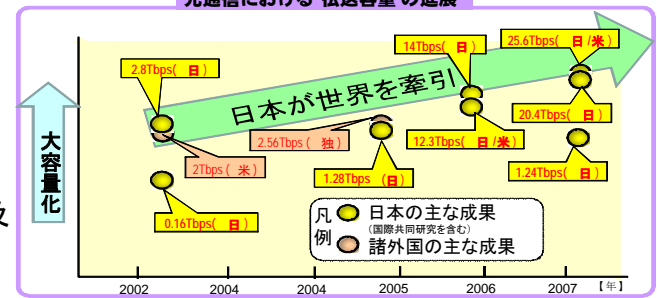 光通信における伝送容量の進展
2.8Tbps( 日 )
14Tbps( 日 )
25.6Tbps( 日 /米 )
日本が世界を牽引
大容量化
2Tbps( 米 )
2.56Tbps( 独 )
12.3Tbps( 日 /米 )
20.4Tbps( 日 )
1.28Tbps (日)
1.24Tbps( 日 )
0.16Tbps( 日 )
及
凡例
日本の主な成果
(国際共同研究を含む)
諸外国の主な成果
2002 2004 2004 2005 2006 2007 【年】